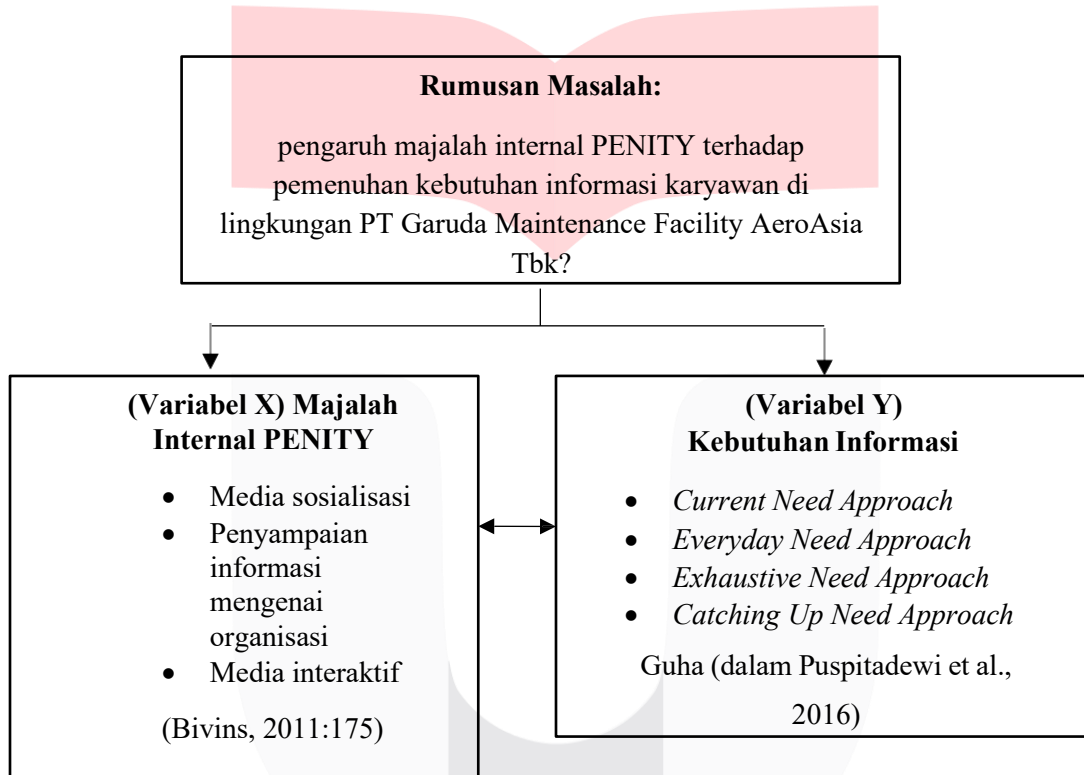 Rumusan Masalah:
pengaruh majalah internal PENITY terhadap
pemenuhan kebutuhan informasi karyawan di
lingkungan PT Garuda Maintenance Facility AeroAsia
Tbk?
(Variabel X) Majalah
Internal PENITY
• Media sosialisasi
• Penyampaian
informasi
mengenai
organisasi
• Media interaktif
(Bivins, 2011:175)
(Variabel Y)
Kebutuhan Informasi
• Current Need Approach
• Everyday Need Approach
• Exhaustive Need Approach
• Catching Up Need Approach
Guha (dalam Puspitadewi et al.,
2016)